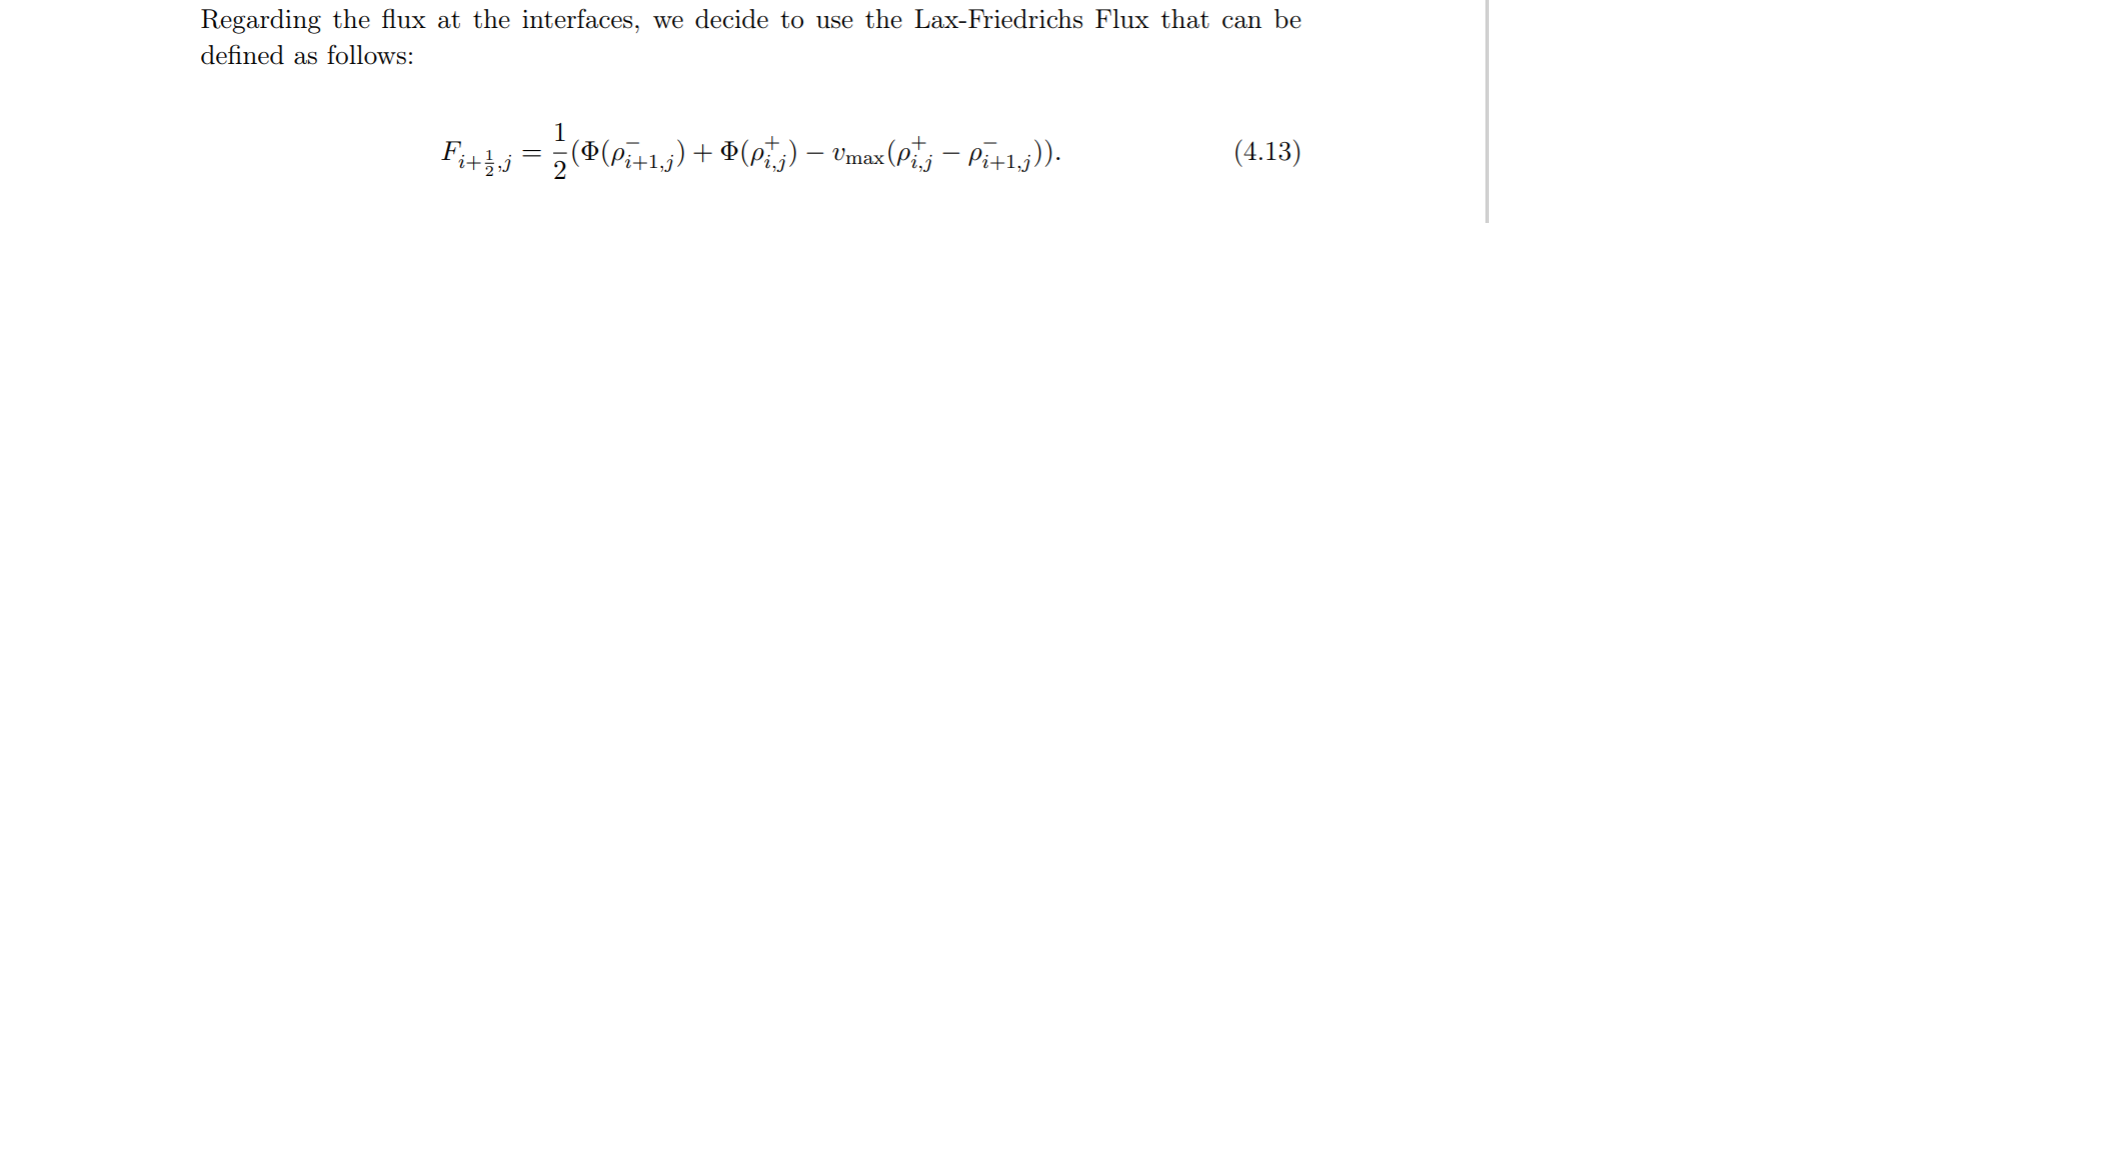 Regarding the flux at the interfaces, we decide to use the Lax-Friedrichs Flux that can be
defined as follows:
$F_{i+\frac{1}{2},j} = \frac{1}{2}(\Phi(\rho^{-}_{i+1,j}) + \Phi(\rho^{+}_{i,j}) - v_{\max}(\rho^{+}_{i,j} - \rho^{-}_{i+1,j})).$ (4.13)